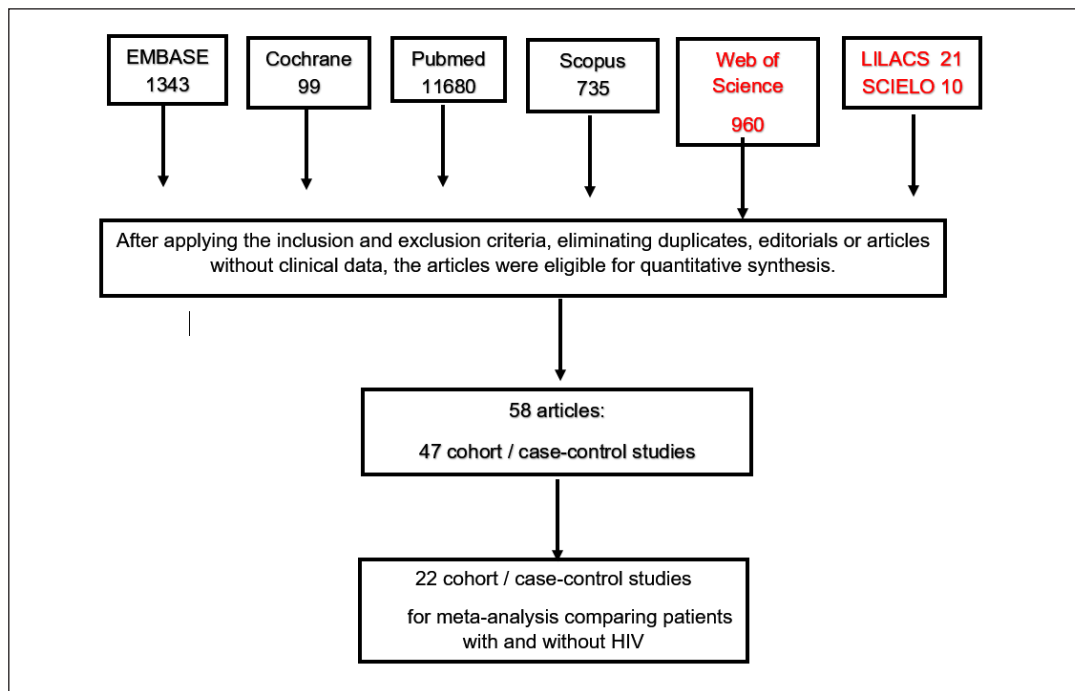 EMBASE
1343
Cochrane
99
Pubmed
11680
Scopus
735
Web of
Science
960
LILACS 21
SCIELO 10
After applying the inclusion and exclusion criteria, eliminating duplicates, editorials or articles
without clinical data, the articles were eligible for quantitative synthesis.
58 articles:
47 cohort / case-control studies
22 cohort / case-control studies
for meta-analysis comparing patients
with and without HIV